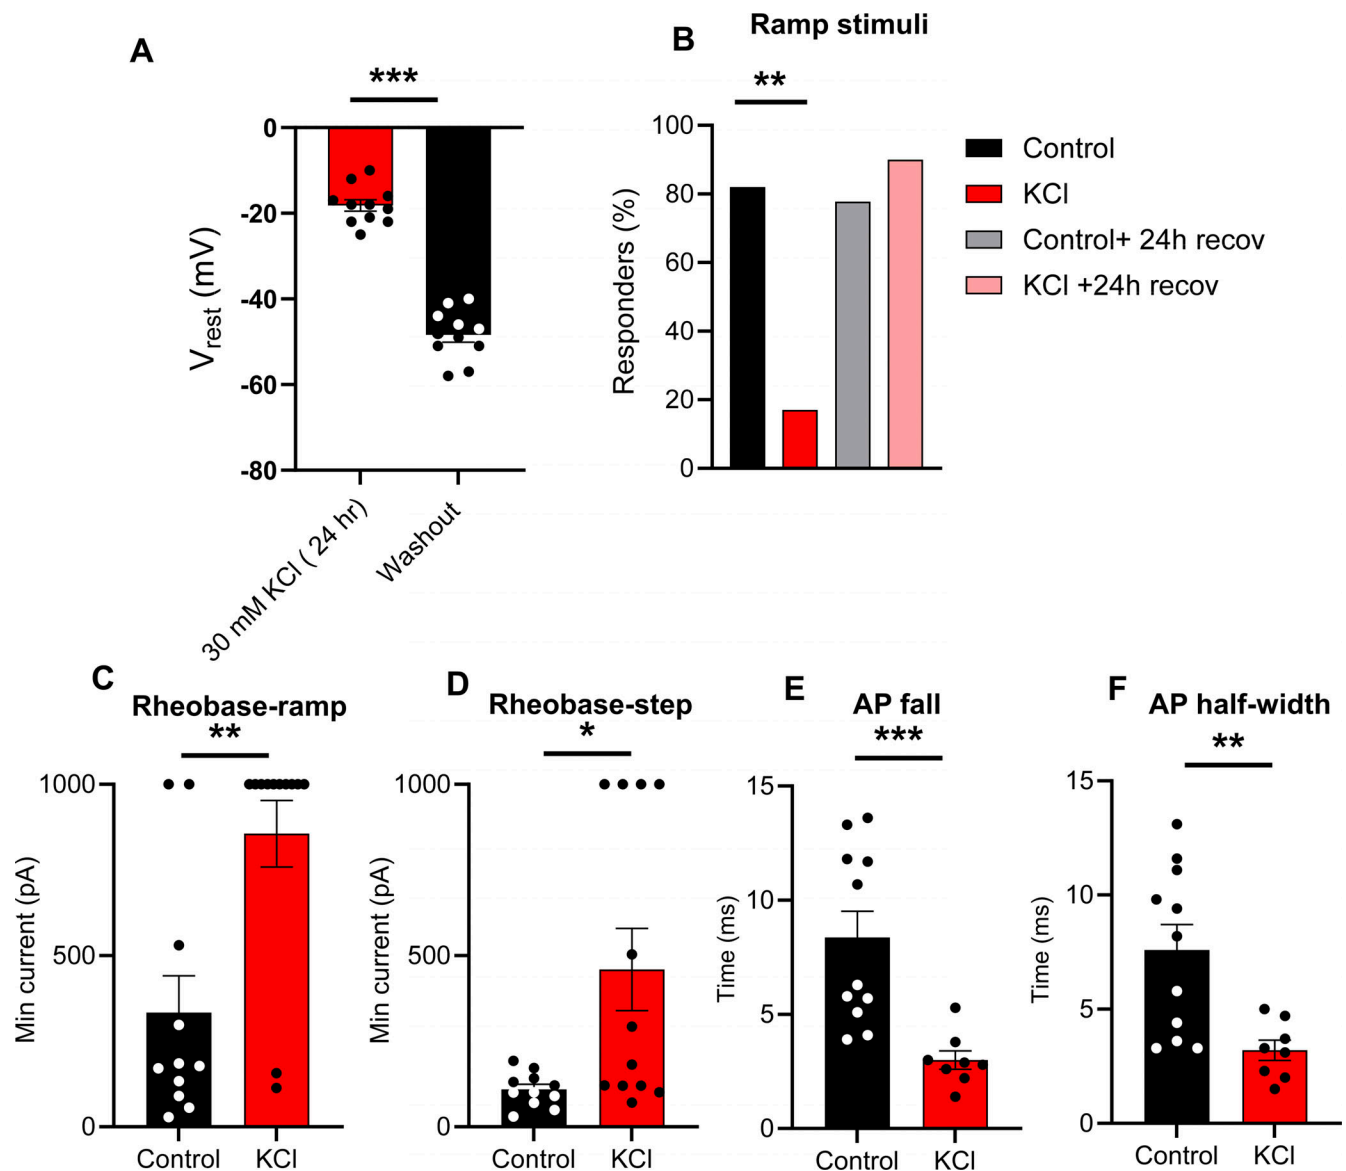 A
***
0
-20
-40
-60
-80
Vrest (mV)
30 mM KCl ( 24 hr)
Washout
B
Ramp stimuli
**
100
80
60
40
20
0
Responders (%)
Control
KCl
Control+ 24h recov
KCl +24h recov
C
Rheobase-ramp
**
1000
500
0
Min current (pA)
Control
KCl
D
Rheobase-step
*
1000
500
0
Min current (pA)
Control
KCl
E
AP fall
***
15
10
5
0
Time (ms)
Control
KCl
F
AP half-width
**
15
10
5
0
Time (ms)
Control
KCl